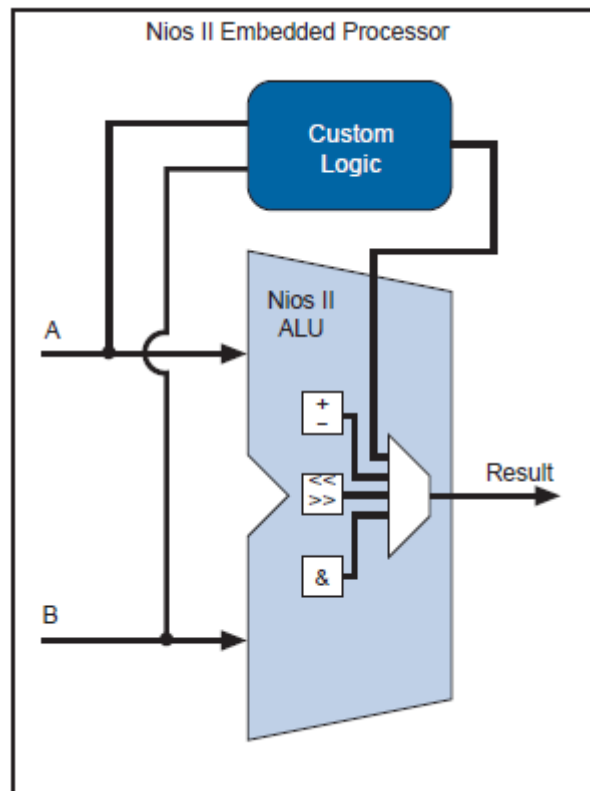 Nios II Embedded Processor
Custom
Logic
Nios II
ALU
A
+
−
<<
>>
Result
&
B